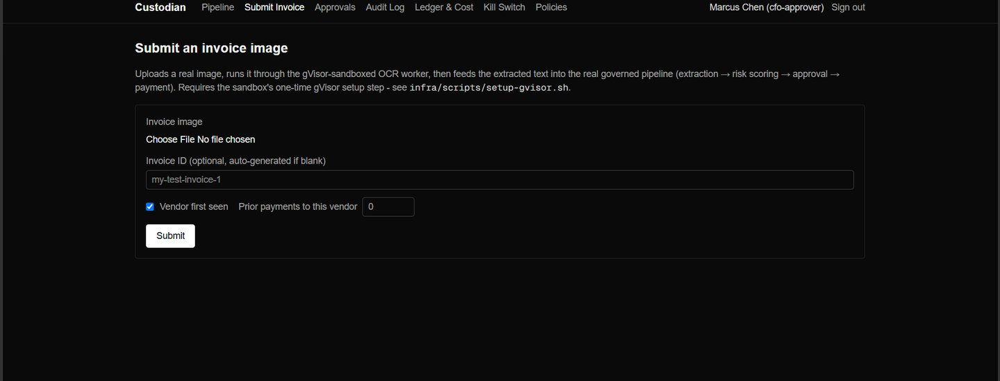 Custodian Pipeline Submit Invoice Approvals Audit Log Ledger & Cost Kill Switch Policies Marcus Chen (cfo-approver) Sign out
Submit an invoice image
Uploads a real image, runs it through the gVisor-sandboxed OCR worker, then feeds the extracted text into the real governed pipeline (extraction → risk scoring → approval →
payment). Requires the sandbox's one-time gVisor setup step - see infra/scripts/setup-gvisor.sh.
Invoice image
Choose File No file chosen
Invoice ID (optional, auto-generated if blank)
my-test-invoice-1
Vendor first seen Prior payments to this vendor 0
Submit